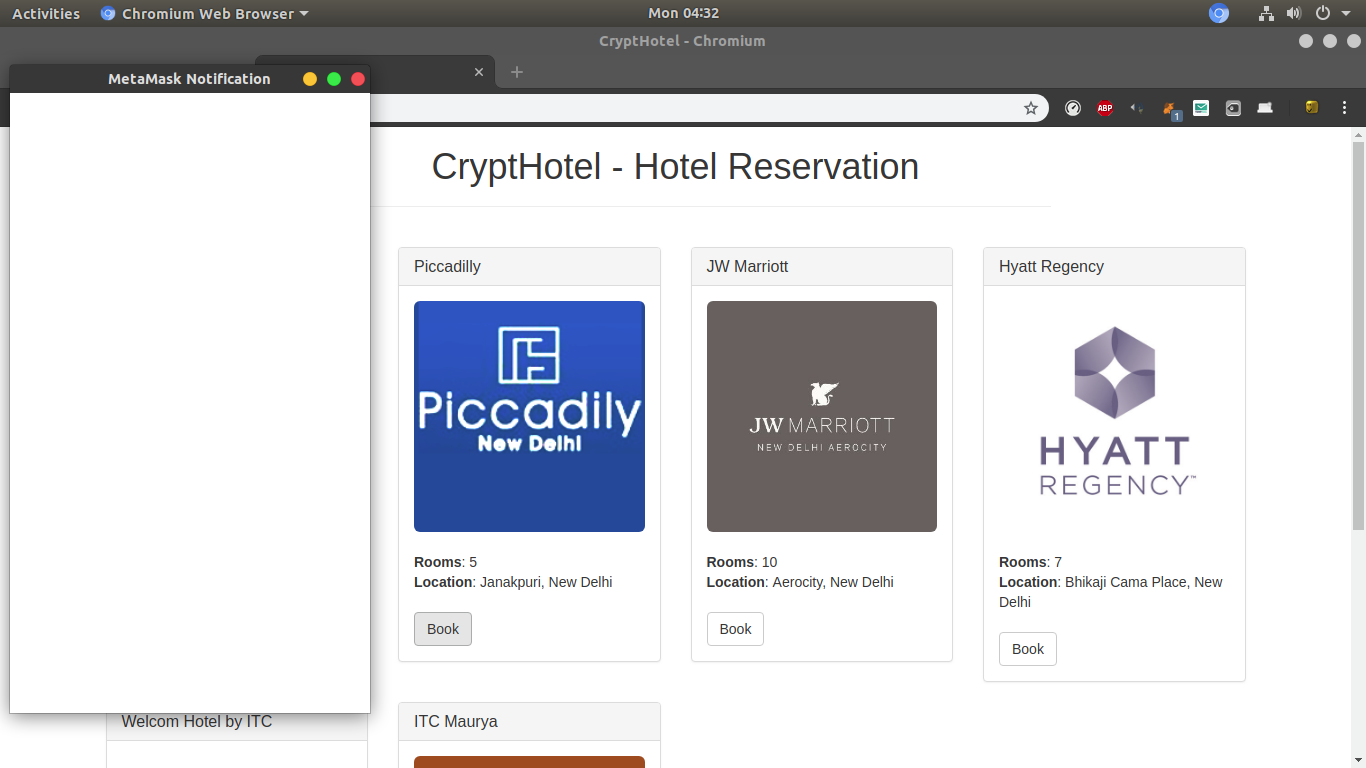 Activities
Chromium Web Browser
Mon 04:32
CryptHotel - Chromium
MetaMask Notification
ABP
1
CryptHotel - Hotel Reservation
Piccadilly
Piccadily
New Delhi
Rooms: 5
Location: Janakpuri, New Delhi
Book
JW Marriott
JW MARRIOTT
NEW DELHI AEROCITY
Rooms: 10
Location: Aerocity, New Delhi
Book
Hyatt Regency
HYATT
REGENCY™
Rooms: 7
Location: Bhikaji Cama Place, New
Delhi
Book
Welcom Hotel by ITC
ITC Maurya